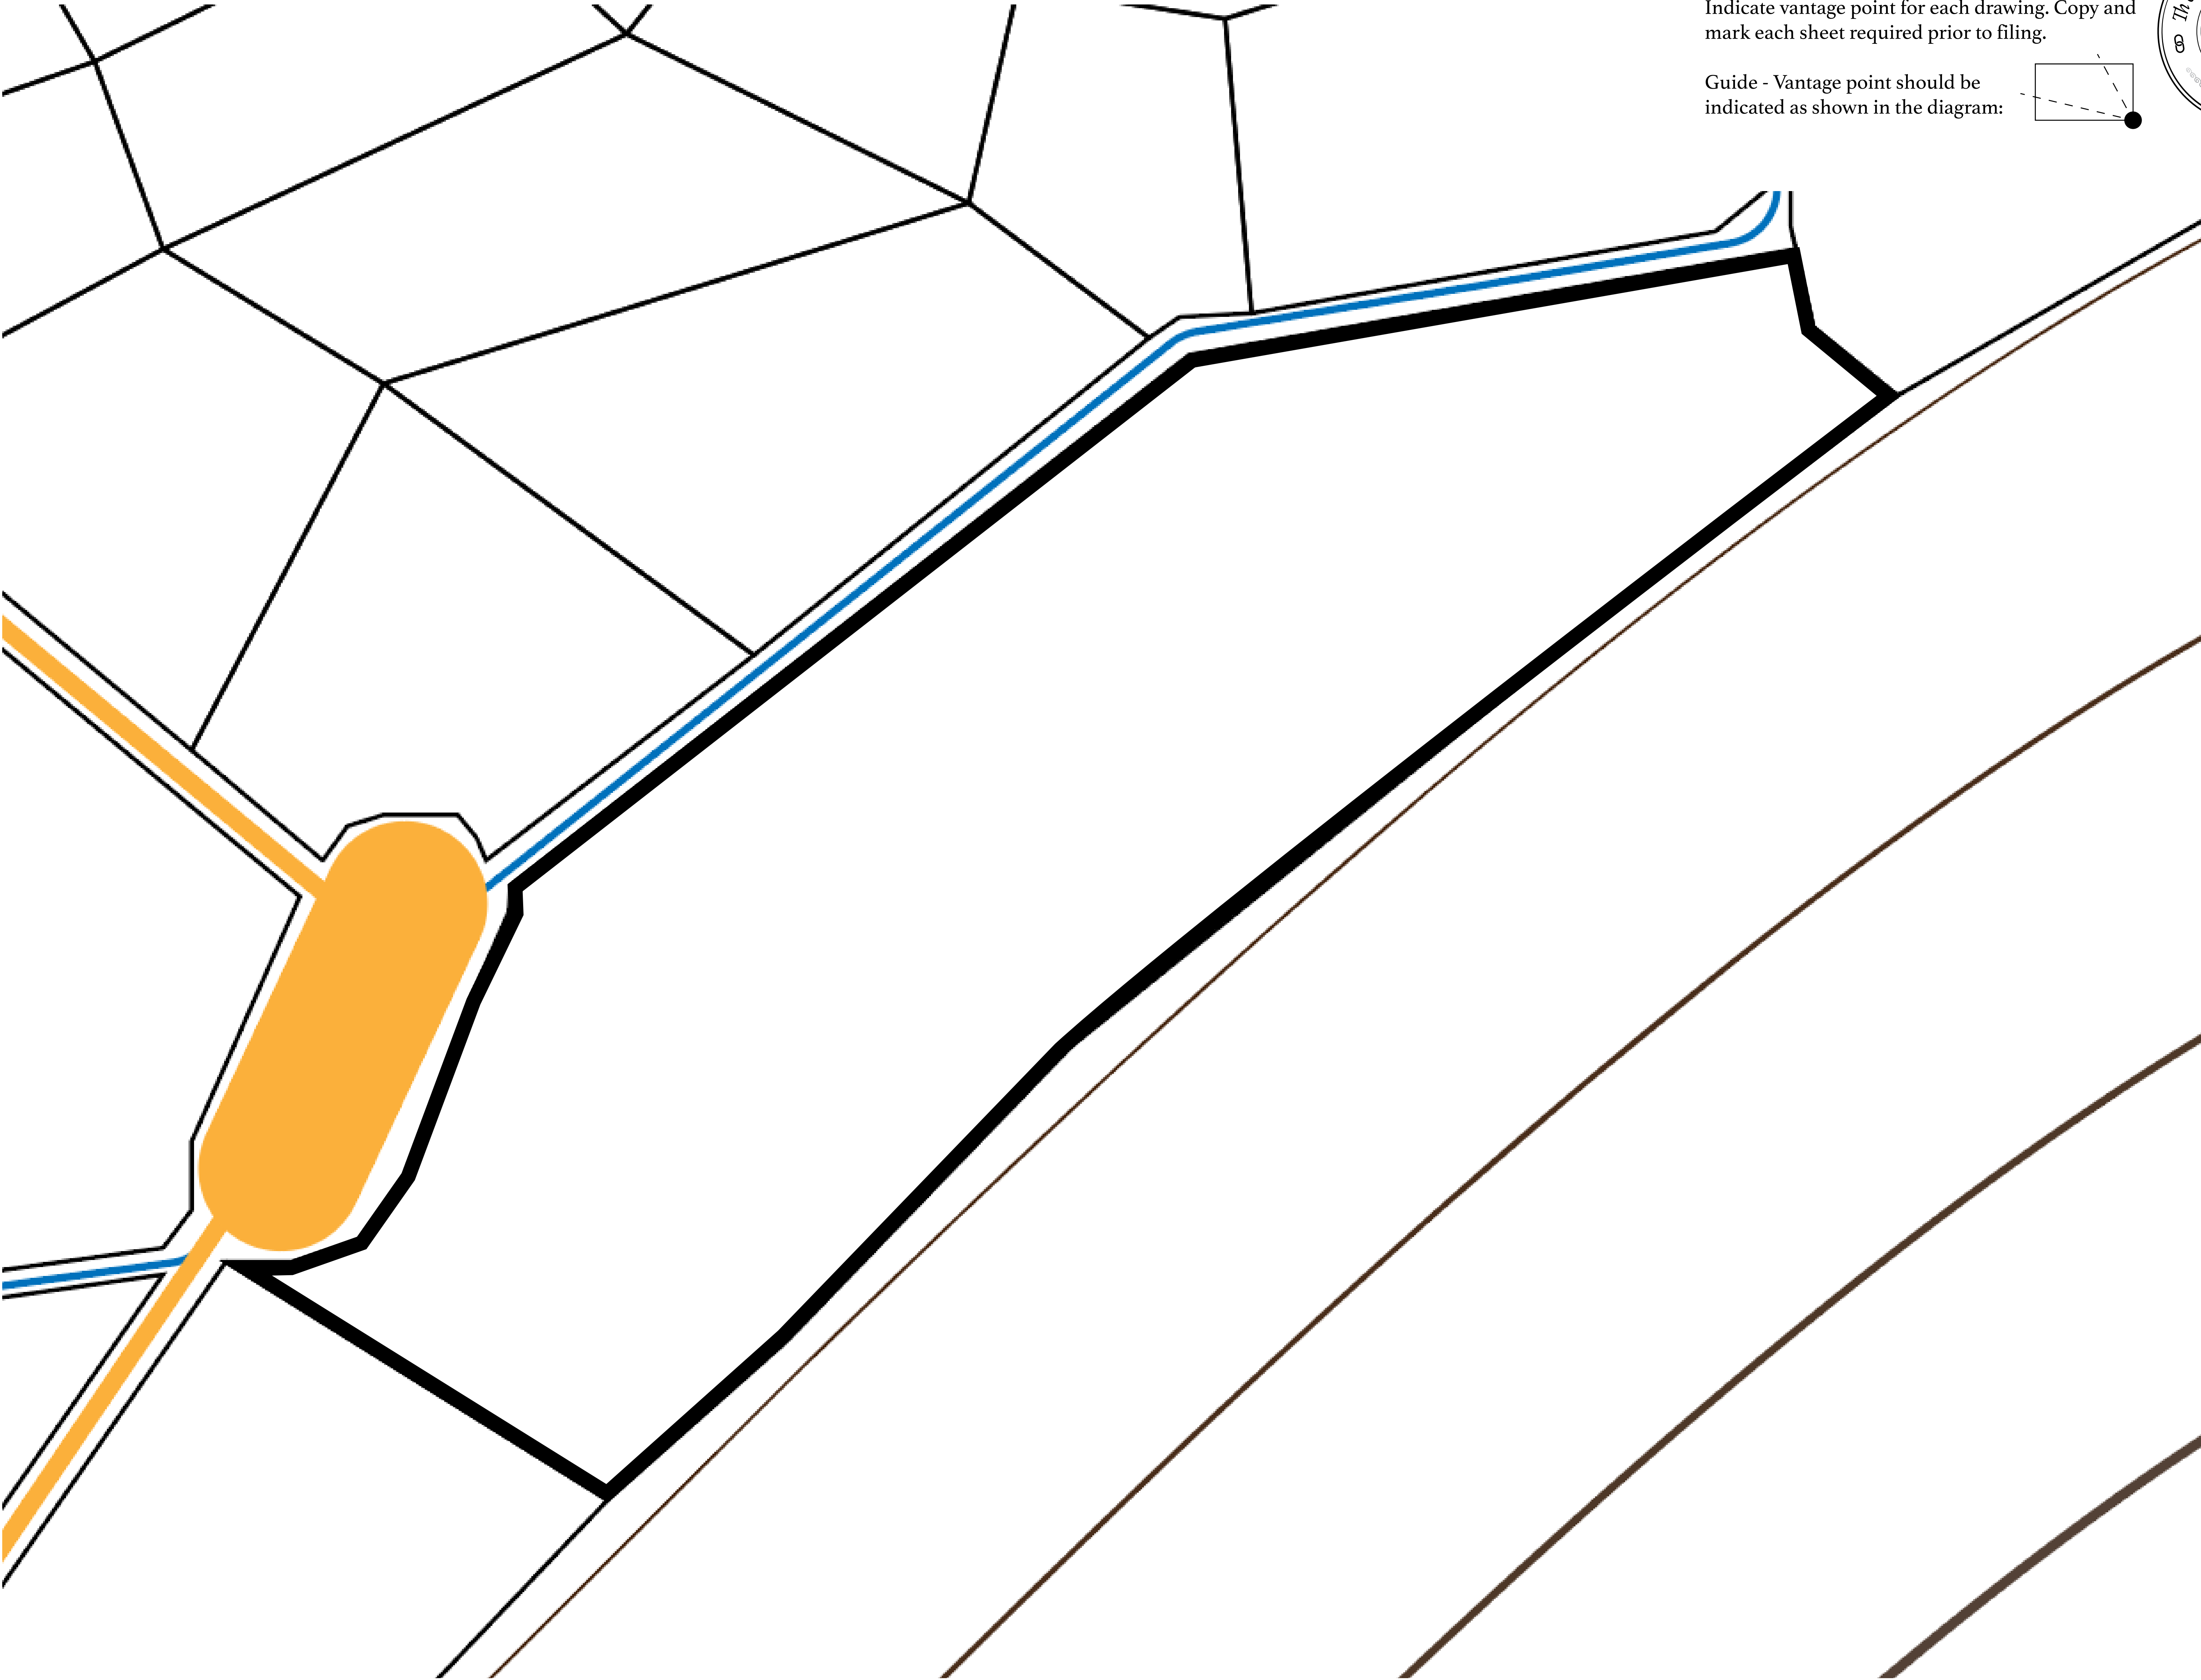 Indicate vantage point for each drawing. Copy and
mark each sheet required prior to filing.
Guide - Vantage point should be
indicated as shown in the diagram: